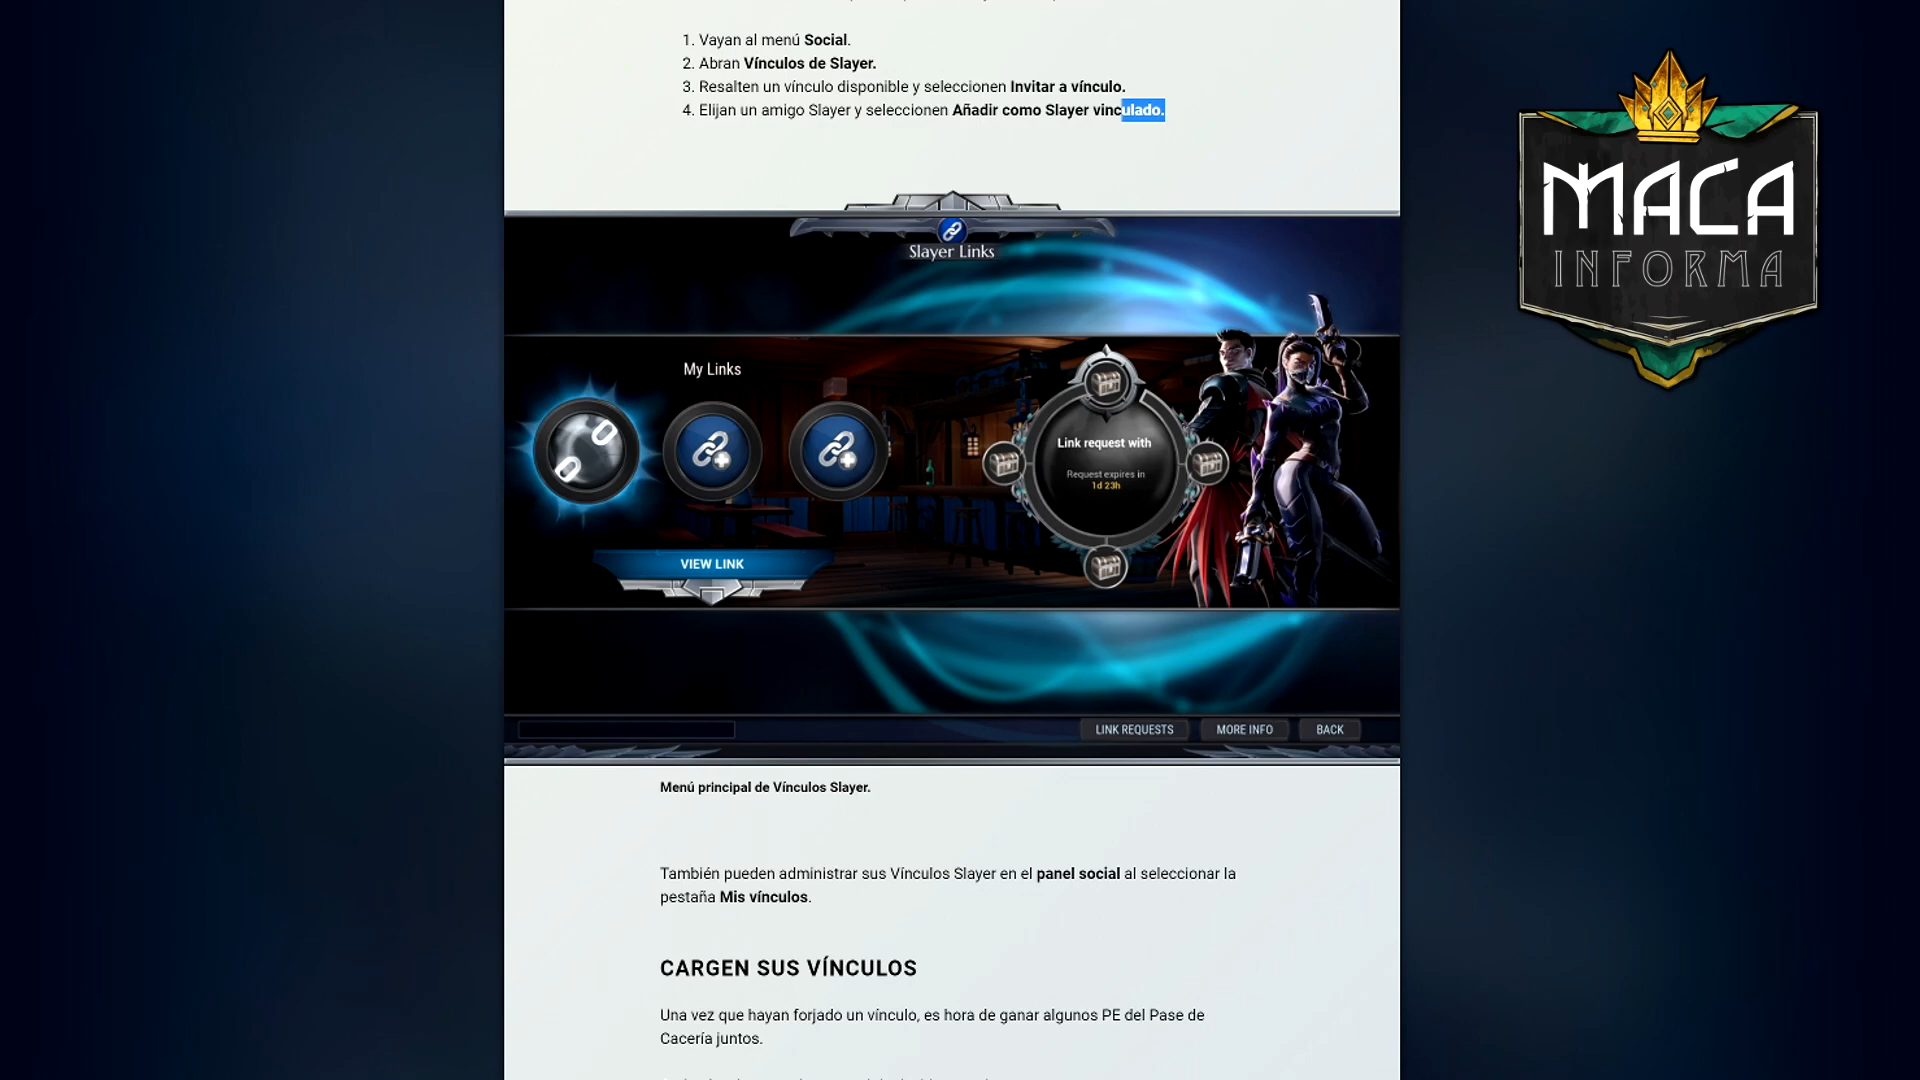 1. Vayan al menú Social.
2. Abran Vínculos de Slayer.
3. Resalten un vínculo disponible y seleccionen Invitar a vínculo.
4. Elijan un amigo Slayer y seleccionen Añadir como Slayer vinculado.
MACA
INFORMA
Slayer Links
My Links
Link request with
Request expires in
1d 23h
VIEW LINK
LINK REQUESTS
MORE INFO
BACK
Menú principal de Vínculos Slayer.
También pueden administrar sus Vínculos Slayer en el panel social al seleccionar la
pestaña Mis vínculos.
CARGEN SUS VÍNCULOS
Una vez que hayan forjado un vínculo, es hora de ganar algunos PE del Pase de
Cacería juntos.